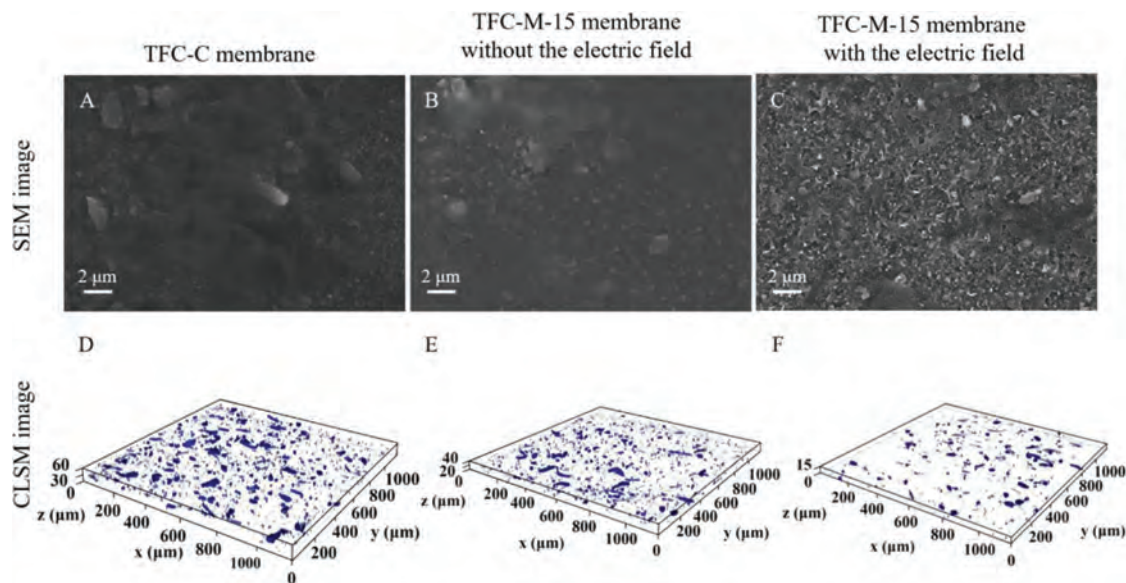 TFC-C membrane
TFC-M-15 membrane
without the electric field
TFC-M-15 membrane
with the electric field
SEM image
A
B
C
2 μm
2 μm
2 μm
CLSM image
D
E
F
60
30
0
z (μm)
200
400
600
800
1000
x (μm)
0
200
400
600
800
1000
y (μm)
40
20
0
z (μm)
200
400
600
800
1000
x (μm)
0
200
400
600
800
1000
y (μm)
15
0
z (μm)
200
400
600
800
1000
x (μm)
0
200
400
600
800
1000
y (μm)